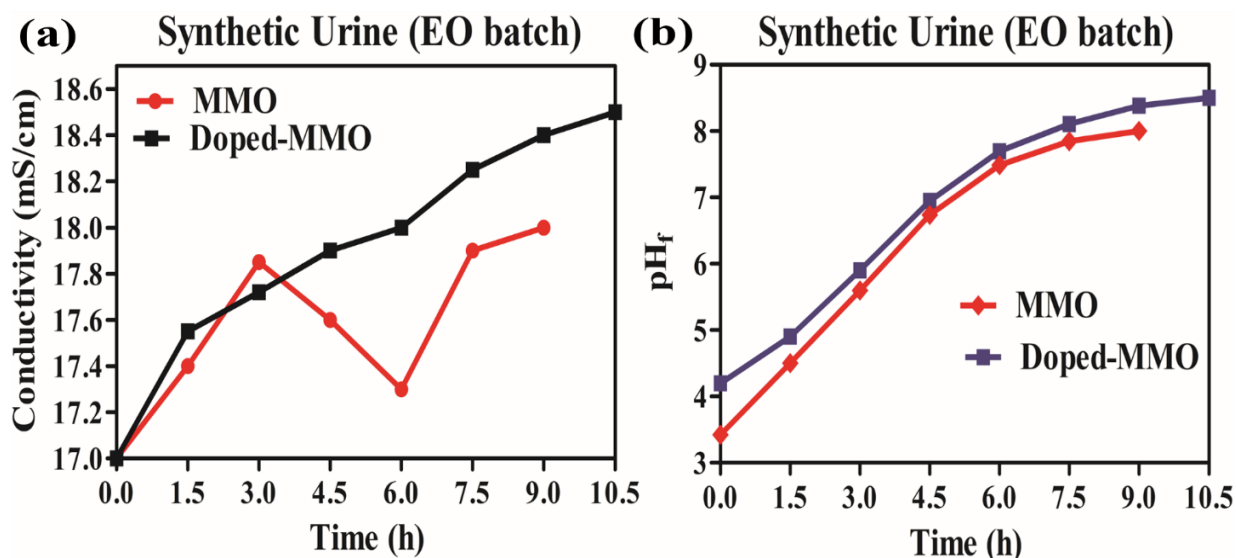 (a) Synthetic Urine (EO batch)
MMO
Doped-MMO
Conductivity (mS/cm)
18.6
18.4
18.2
18.0
17.8
17.6
17.4
17.2
17.0
0.0 1.5 3.0 4.5 6.0 7.5 9.0 10.5
Time (h)
(b) Synthetic Urine (EO batch)
pHf
9
8
7
6
5
4
3
MMO
Doped-MMO
0.0 1.5 3.0 4.5 6.0 7.5 9.0 10.5
Time (h)